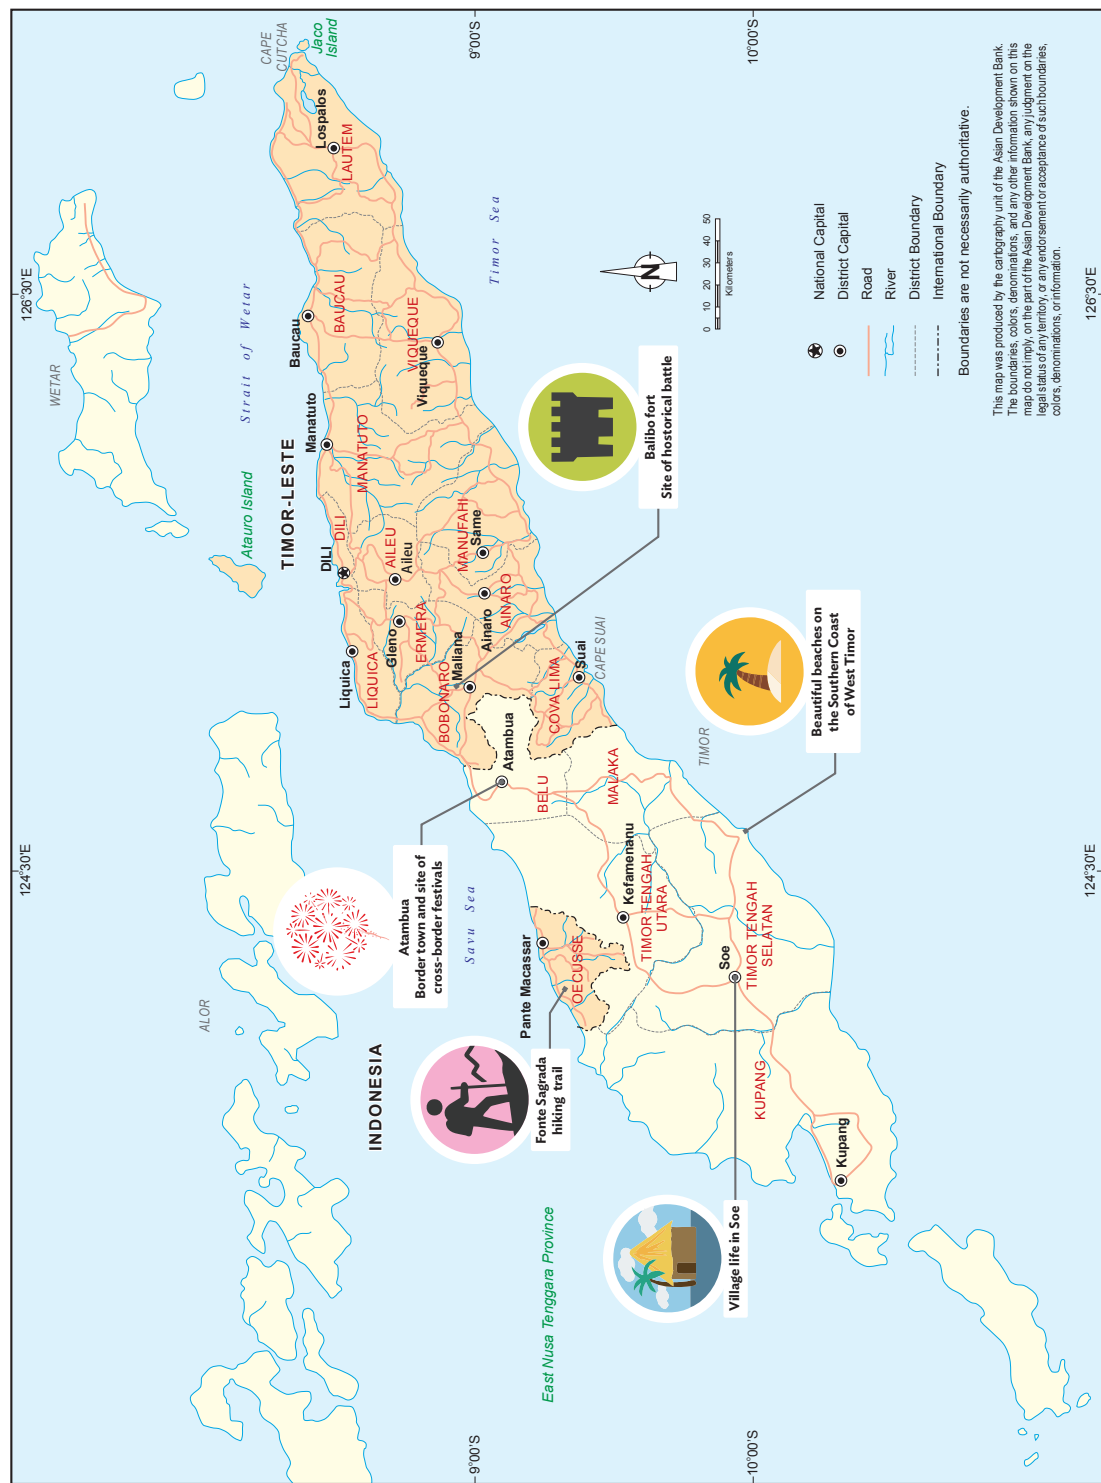 126°30'E
124°30'E
9°00'S
10°00'S
9°00'S
10°00'S
126°30'E
124°30'E
WETAR
ALOR
Strait of Wetar
Atauro Island
TIMOR-LESTE
INDONESIA
CAPE
CUTCHA
Jaco
Island
Lospalos
LAUTEM
Baucau
BAUCAU
Viqueque
VIQUEQUE
Manatuto
MANATUTO
DILI
DILI
AILEU
Aileu
MANUFAHI
Same
Liquica
LIQUICA
Gleno
ERMERA
Ainaro
AINARO
Maliana
BOBONARO
COVA-LIMA
Suai
CAPE SUAI
Timor Sea
Savu Sea
TIMOR
Atambua
BELU
MALAKA
Kefamenanu
TIMOR TENGAH
UTARA
Pante Macassar
OECUSSE
Soe
TIMOR TENGAH
SELATAN
KUPANG
Kupang
East Nusa Tenggara Province
Atambua
Border town and site of
cross-border festivals
Fonte Sagrada
hiking trail
Village life in Soe
Balibo fort
Site of hostorical battle
Beautiful beaches on
the Southern Coast
of West Timor
N
0 10 20 30 40 50
Kilometers
National Capital
District Capital
Road
River
District Boundary
International Boundary
Boundaries are not necessarily authoritative.
This map was produced by the cartography unit of the Asian Development Bank.
The boundaries, colors, denominations, and any other information shown on this
map do not imply, on the part of the Asian Development Bank, any judgment on the
legal status of any territory, or any endorsement or acceptance of such boundaries,
colors, denominations, or information.